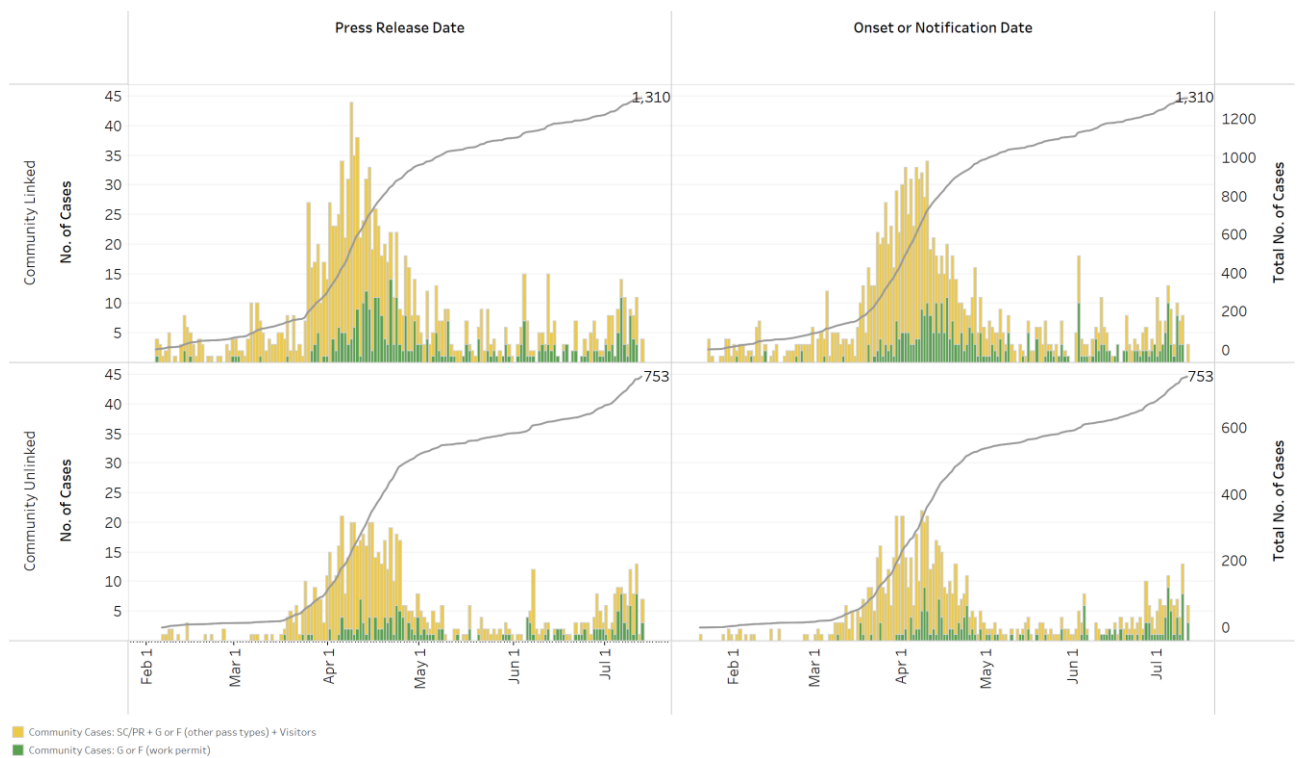 Press Release Date
Onset or Notification Date
Community Linked
No. of Cases
45
40
35
30
25
20
15
10
5
1,310
1,310
1200
1000
800
600
400
200
0
Total No. of Cases
Community Unlinked
No. of Cases
45
40
35
30
25
20
15
10
5
753
753
600
400
200
0
Total No. of Cases
Feb 1
Mar 1
Apr 1
May 1
Jun 1
Jul 1
Feb 1
Mar 1
Apr 1
May 1
Jun 1
Jul 1
Community Cases: SC/PR + G or F (other pass types) + Visitors
Community Cases: G or F (work permit)